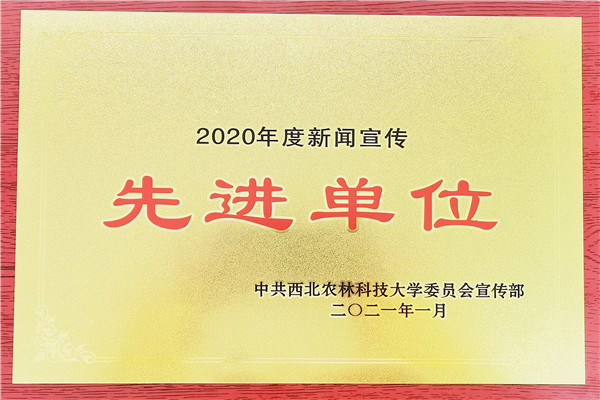 2020年度新闻宣传
先进单位
中共西北农林科技大学委员会宣传部
二〇二一年一月